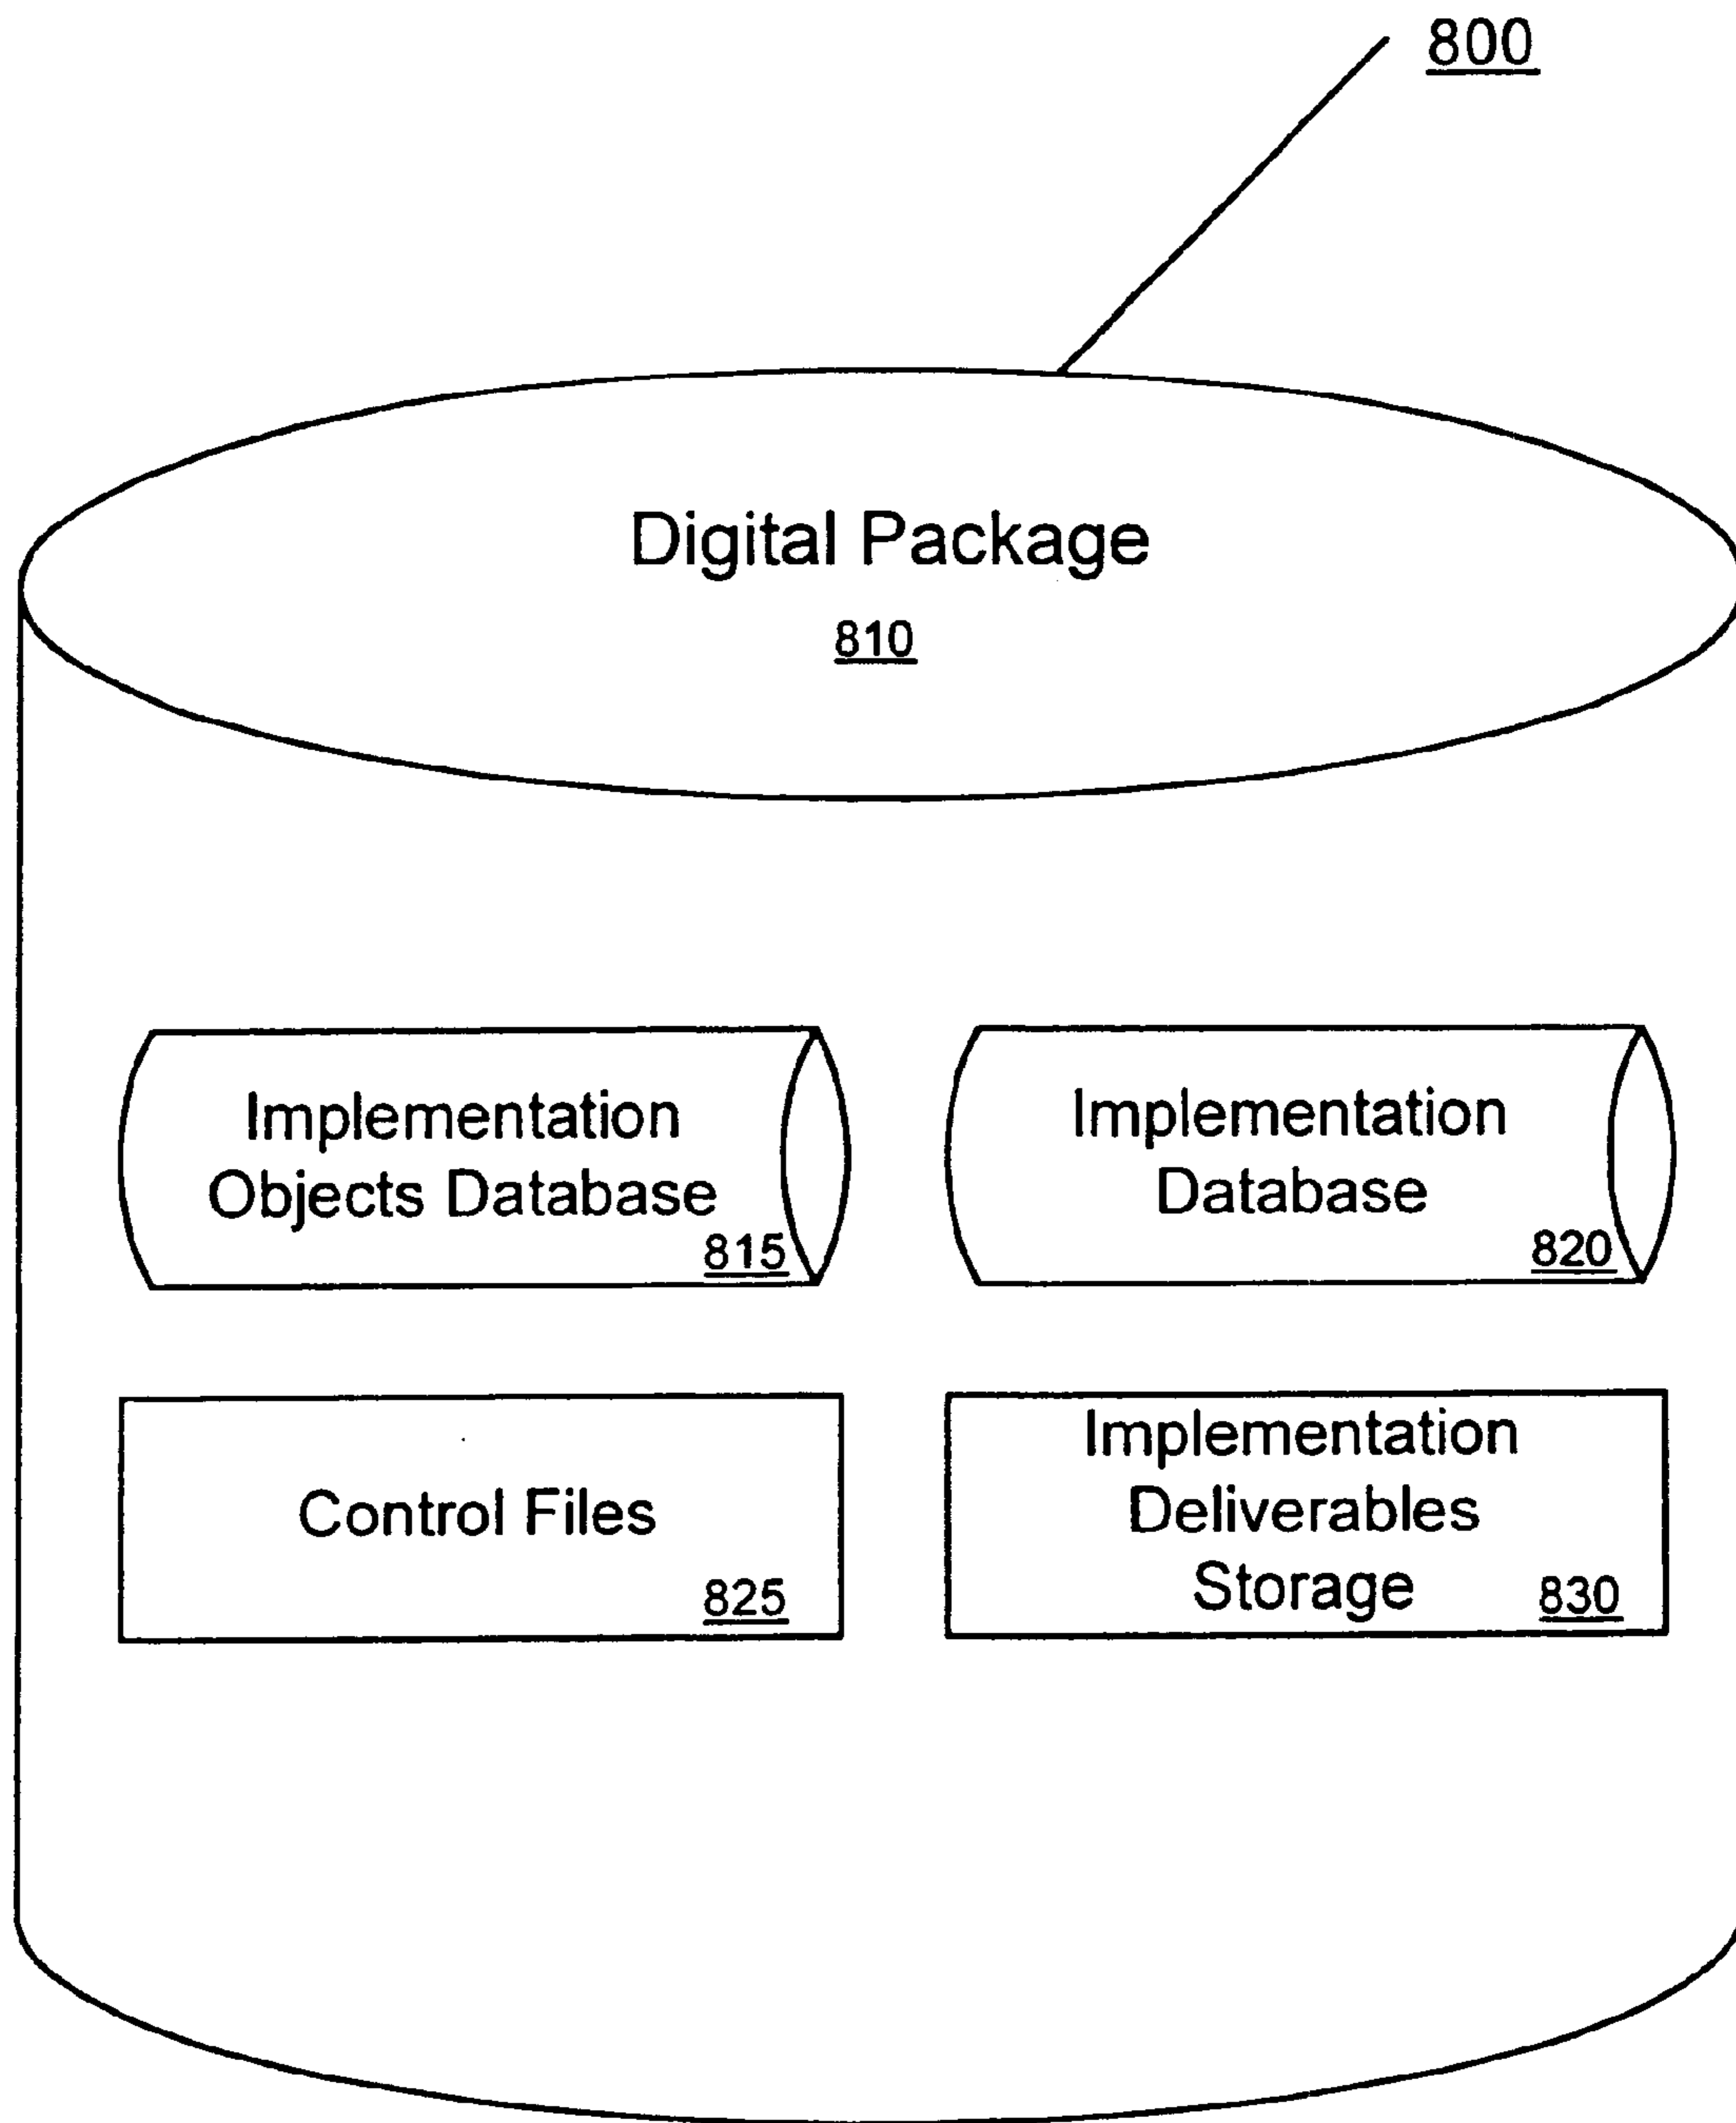 800
Digital Package
810
Implementation
Objects Database
815
Implementation
Database
820
Control Files
825
Implementation
Deliverables
Storage
830